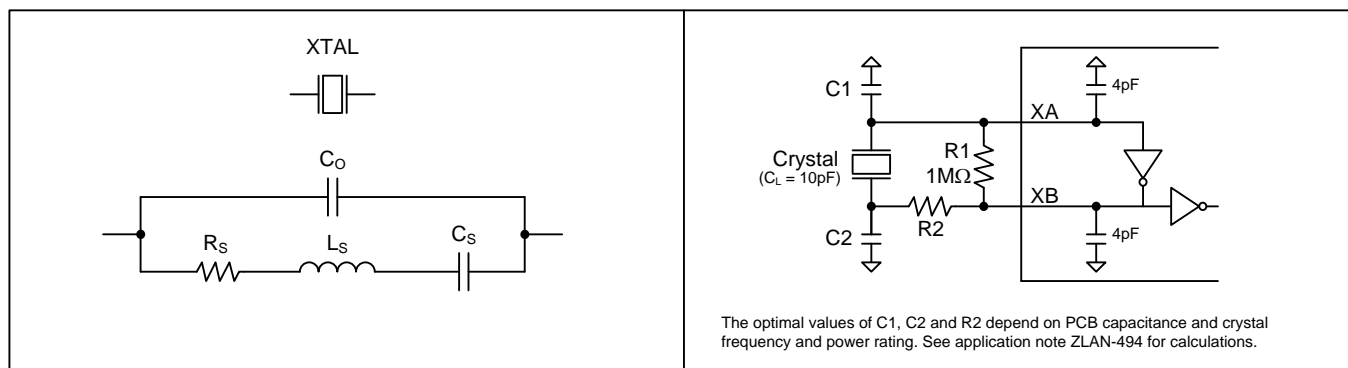 XTAL
CO
RS
LS
CS
C1
4pF
XA
Crystal
(CL = 10pF)
R1
1MΩ
XB
R2
C2
4pF
The optimal values of C1, C2 and R2 depend on PCB capacitance and crystal
frequency and power rating. See application note ZLAN-494 for calculations.